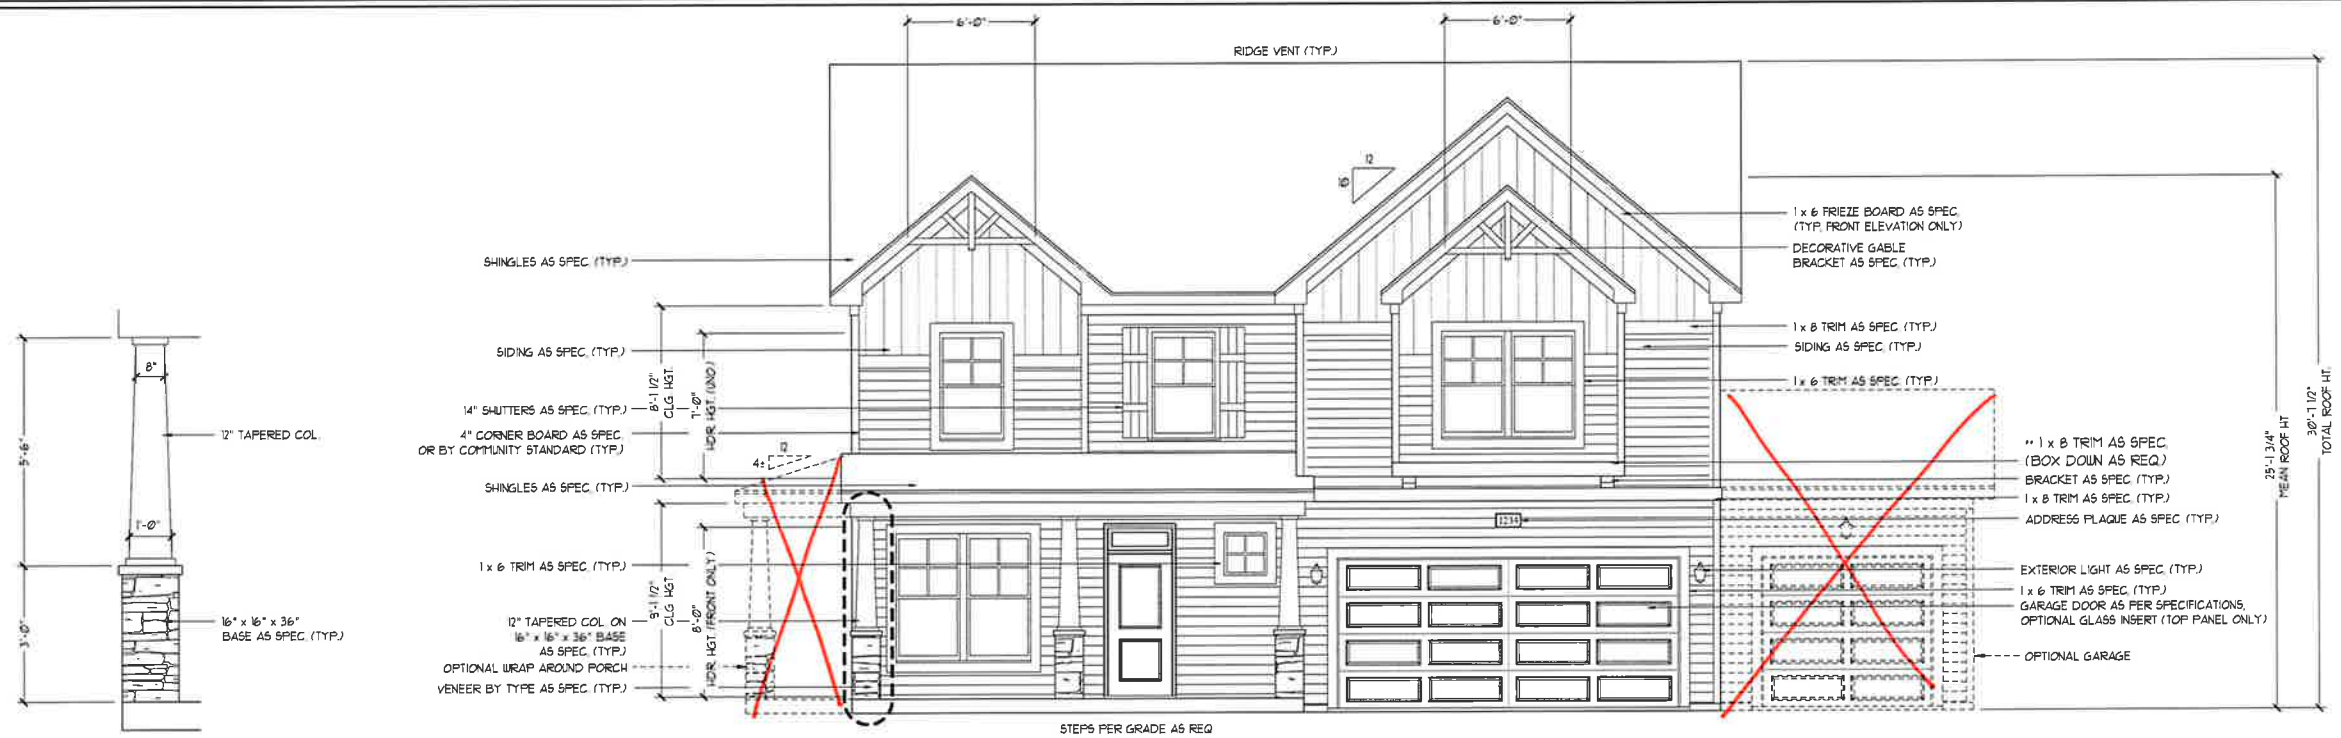 6'-0"
6'-0"
RIDGE VENT (TYP.)
12
16
1 x 6 FRIEZE BOARD AS SPEC.
(TYP. FRONT ELEVATION ONLY)
DECORATIVE GABLE
BRACKET AS SPEC. (TYP.)
SHINGLES AS SPEC. (TYP.)
1 x 8 TRIM AS SPEC. (TYP.)
SIDING AS SPEC. (TYP.)
SIDING AS SPEC. (TYP.)
1 x 6 TRIM AS SPEC. (TYP.)
8'-1 1/2"
CLG HGT.
7'-0"
HDR. HGT. (UNO.)
14" SHUTTERS AS SPEC. (TYP.)
4" CORNER BOARD AS SPEC.
OR BY COMMUNITY STANDARD (TYP.)
12
4±
SHINGLES AS SPEC. (TYP.)
30'-1 1/2"
TOTAL ROOF HT.
25'-1 3/4"
MEAN ROOF HT
** 1 x 8 TRIM AS SPEC.
(BOX DOWN AS REQ.)
BRACKET AS SPEC. (TYP.)
1 x 8 TRIM AS SPEC. (TYP.)
ADDRESS PLAQUE AS SPEC. (TYP.)
1234
8"
12" TAPERED COL.
5'-6"
1'-0"
3'-0"
16" x 16" x 36"
BASE AS SPEC. (TYP.)
1 x 6 TRIM AS SPEC. (TYP.)
9'-1 1/2"
CLG HGT
8'-0"
HDR. HGT. (FRONT ONLY)
12" TAPERED COL. ON
16" x 16" x 36" BASE
AS SPEC. (TYP.)
OPTIONAL WRAP AROUND PORCH
VENEER BY TYPE AS SPEC. (TYP.)
EXTERIOR LIGHT AS SPEC. (TYP.)
1 x 6 TRIM AS SPEC. (TYP.)
GARAGE DOOR AS PER SPECIFICATIONS,
OPTIONAL GLASS INSERT (TOP PANEL ONLY)
OPTIONAL GARAGE
STEPS PER GRADE AS REQ